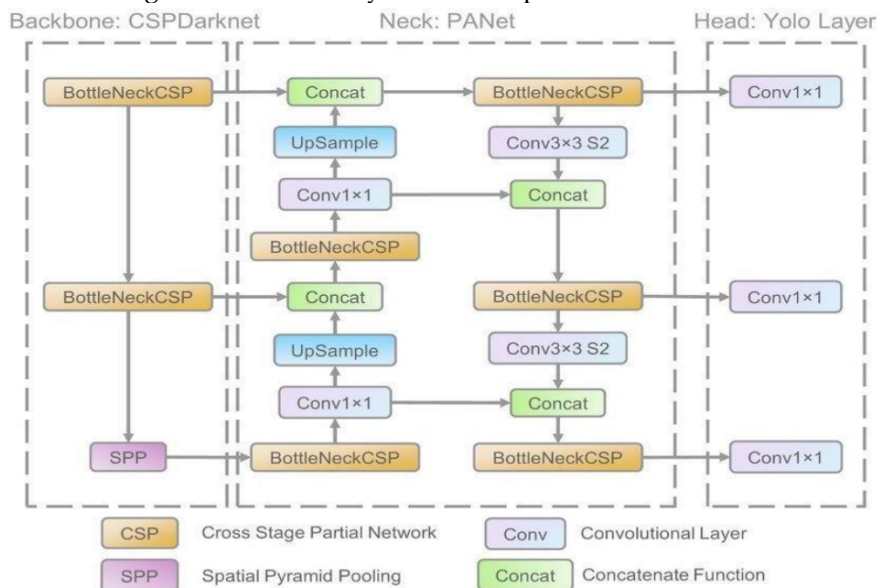 Backbone: CSPDarknet Neck: PANet Head: Yolo Layer
BottleNeckCSP Concat BottleNeckCSP Conv1×1
UpSample Conv3×3 S2
Conv1×1 Concat
BottleNeckCSP
BottleNeckCSP Concat BottleNeckCSP Conv1×1
UpSample Conv3×3 S2
Conv1×1 Concat
SPP BottleNeckCSP BottleNeckCSP Conv1×1
CSP Cross Stage Partial Network Conv Convolutional Layer
SPP Spatial Pyramid Pooling Concat Concatenate Function